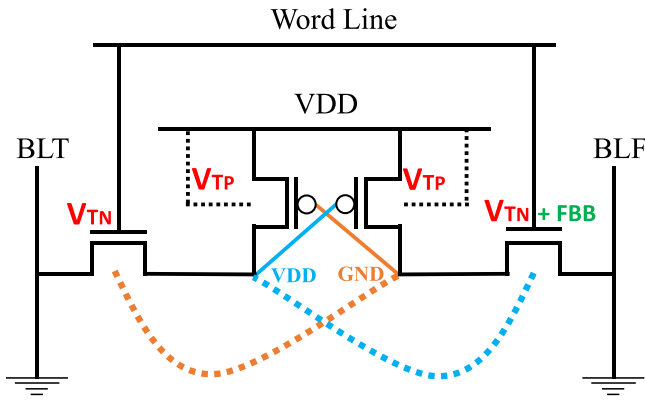 Word Line
VDD
BLT
BLF
VTP
VTP
VTN
VTN + FBB
VDD
GND